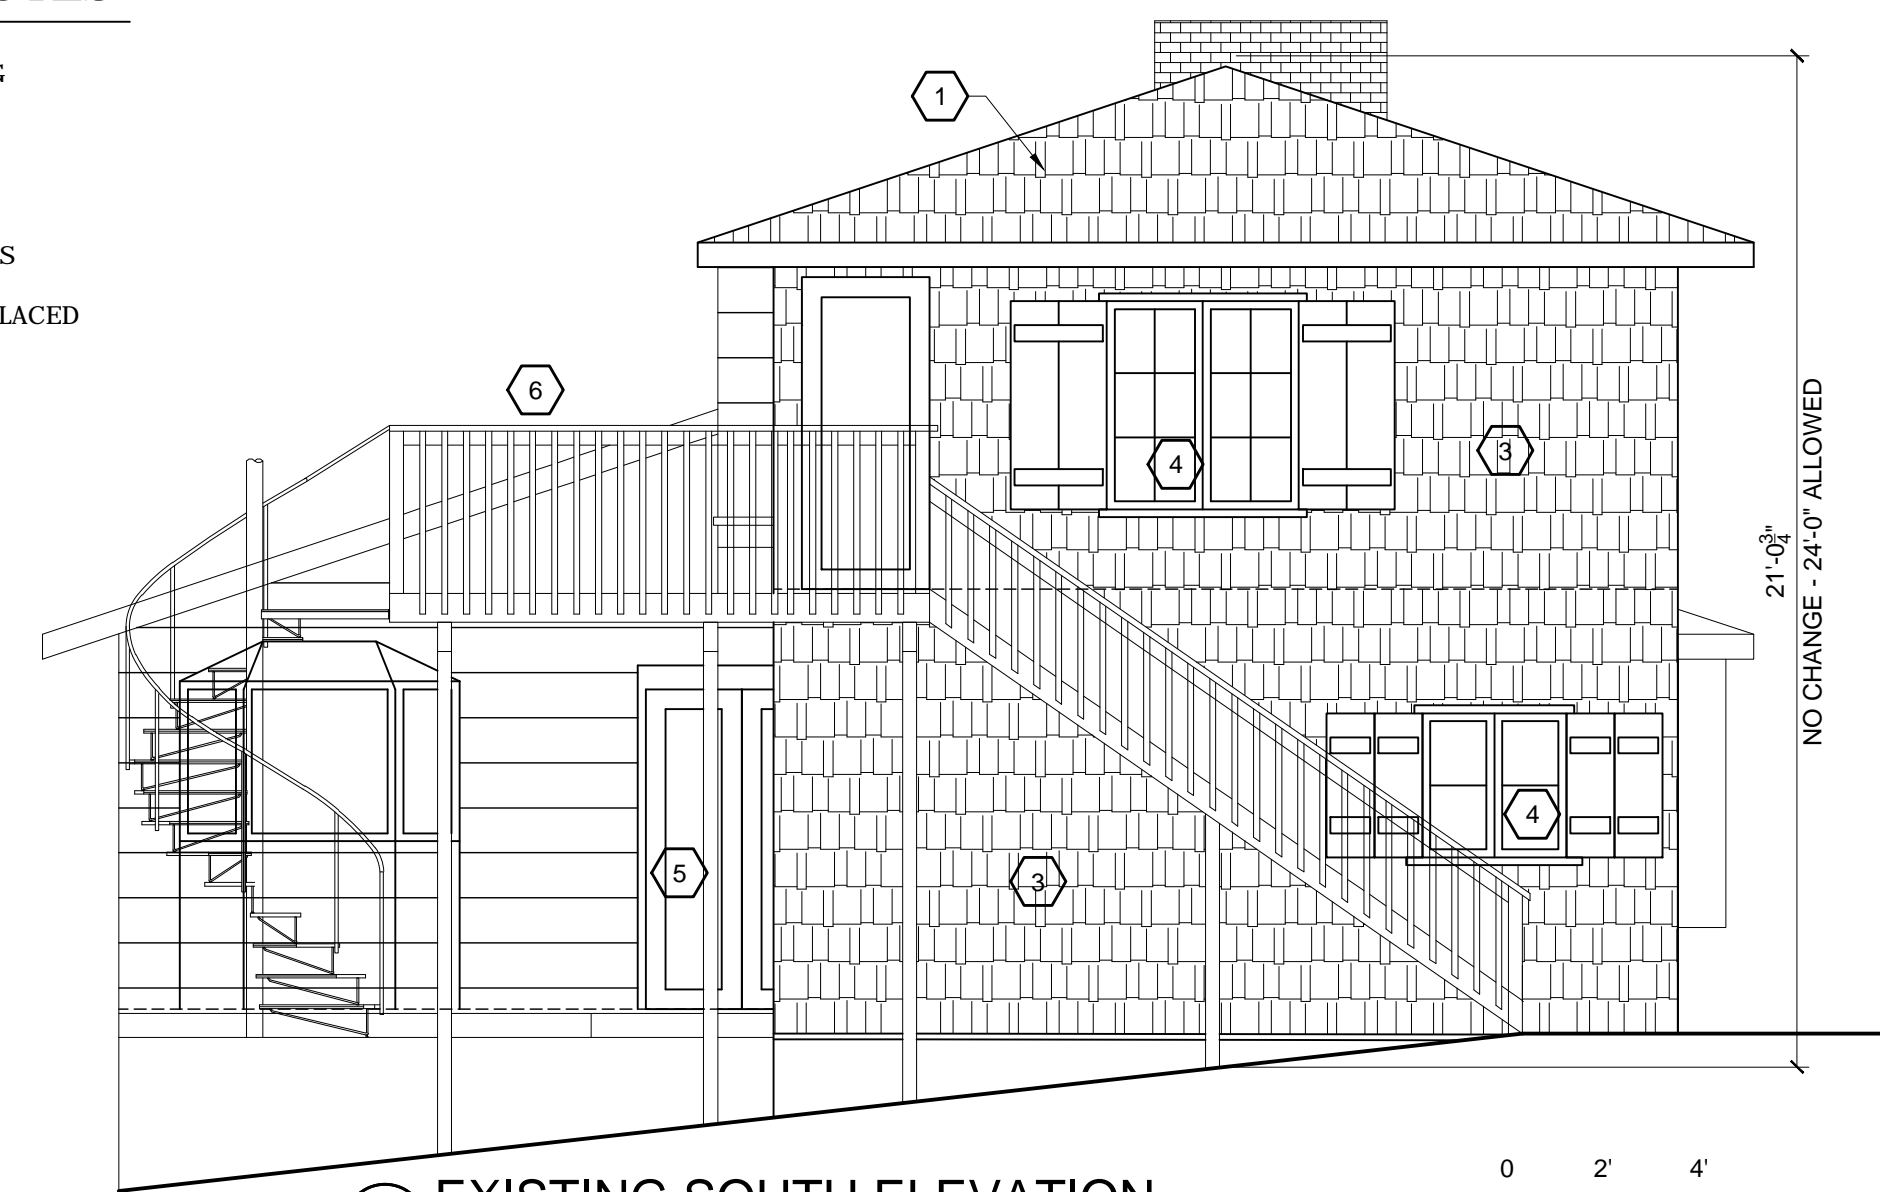 1
6
4
3
21'-0¾"
NO CHANGE - 24'-0" ALLOWED
4
5
3
S
LACED
0 2' 4'
EXISTING SOUTH ELEVATION